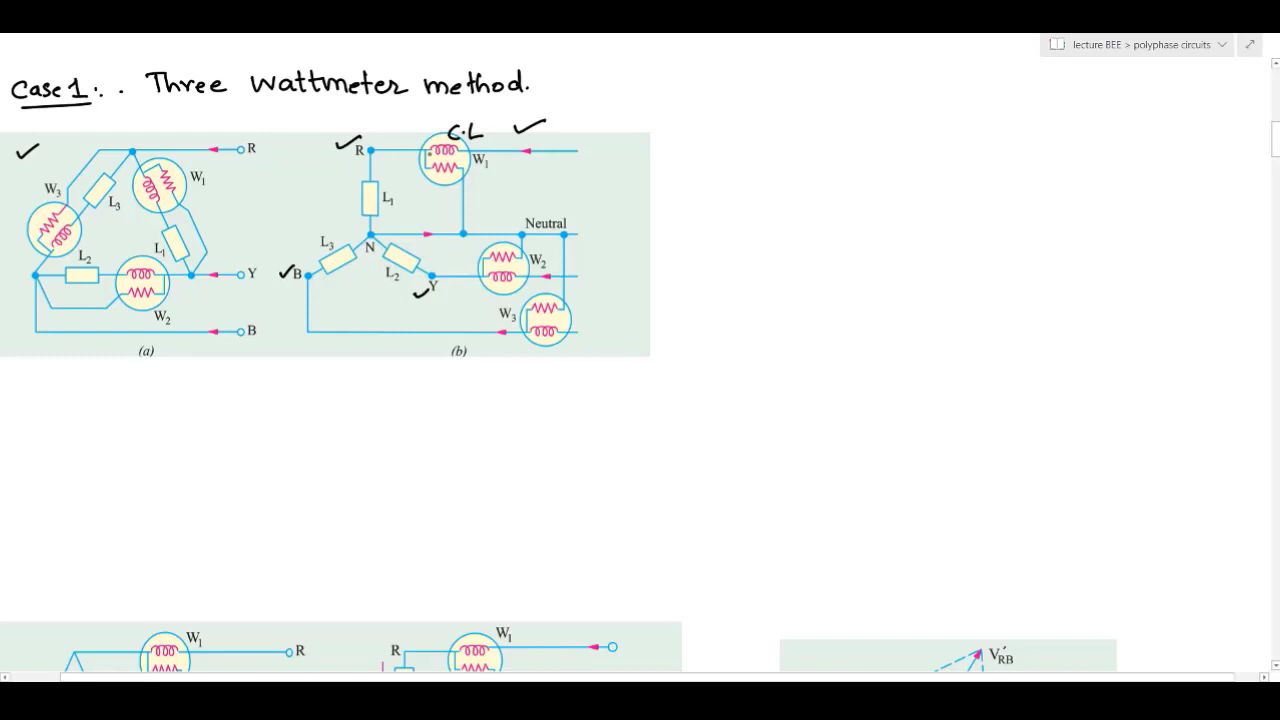 lecture BEE > polyphase circuits
Case 1:. . Three wattmeter method.
C.L
R
W₁
W₃
L₃
L₁
L₂
Y
W₂
B
(a)
R
W₁
L₁
Neutral
L₃
N
L₂
W₂
B
Y
W₃
(b)
W₁
R
R
W₁
V′RB